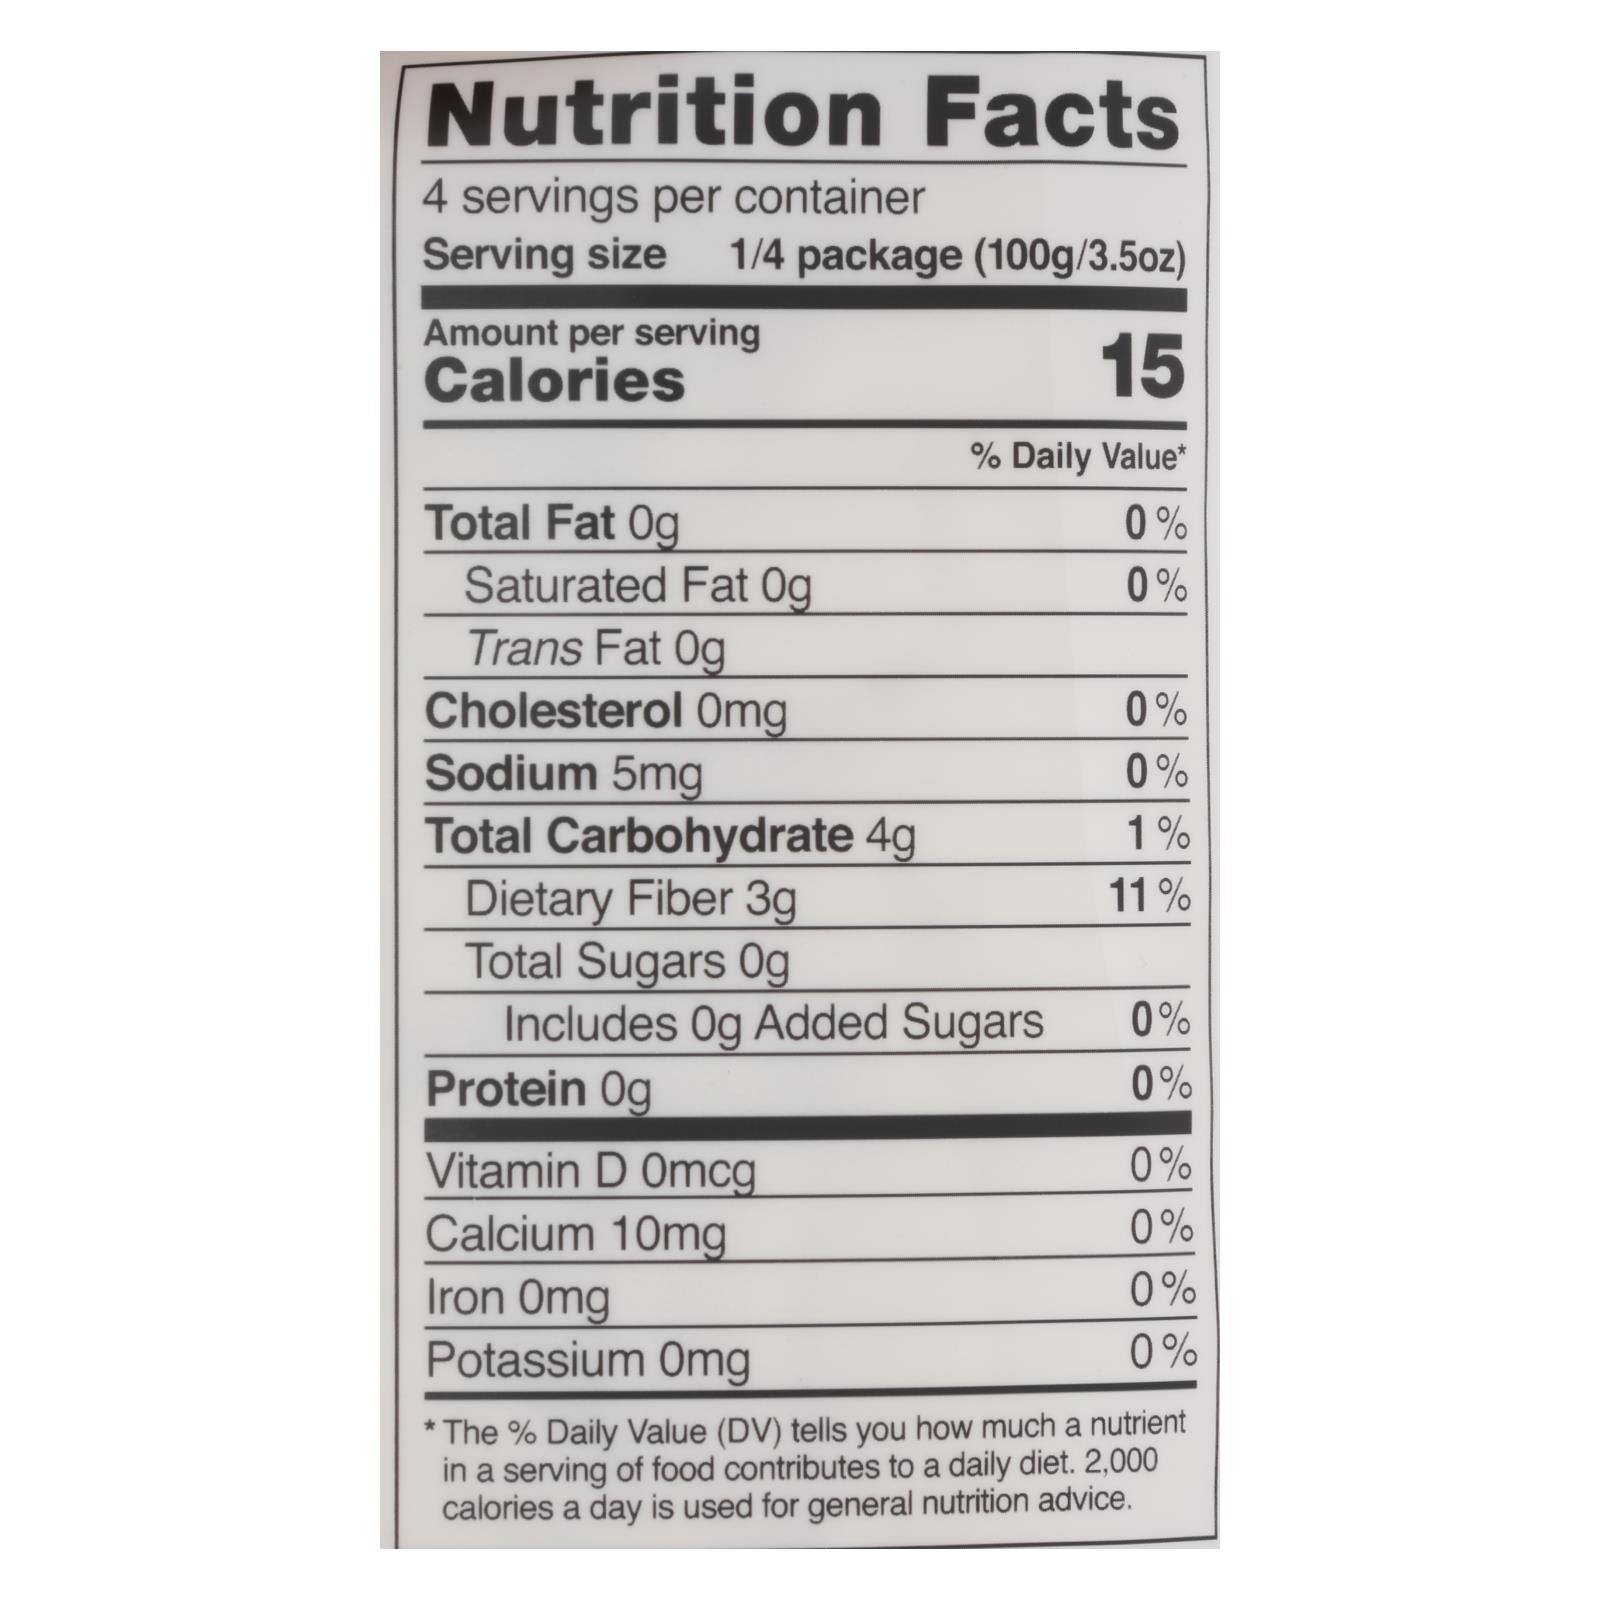 Nutrition Facts
4 servings per container
Serving size 1/4 package (100g/3.5oz)
Amount per serving
Calories 15
% Daily Value*
Total Fat 0g 0 %
Saturated Fat 0g 0 %
Trans Fat 0g
Cholesterol 0mg 0 %
Sodium 5mg 0 %
Total Carbohydrate 4g 1 %
Dietary Fiber 3g 11 %
Total Sugars 0g
Includes 0g Added Sugars 0 %
Protein 0g 0 %
Vitamin D 0mcg 0 %
Calcium 10mg 0 %
Iron 0mg 0 %
Potassium 0mg 0 %
* The % Daily Value (DV) tells you how much a nutrient
in a serving of food contributes to a daily diet. 2,000
calories a day is used for general nutrition advice.